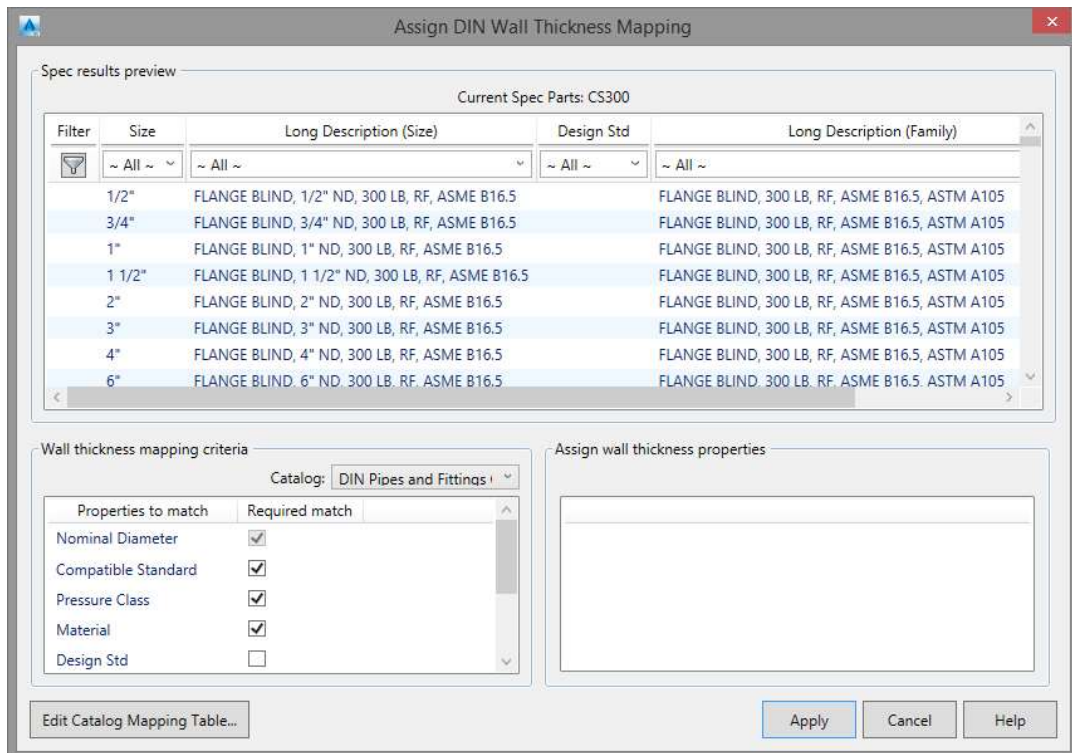 Assign DIN Wall Thickness Mapping
Spec results preview
Current Spec Parts: CS300
Filter Size Long Description (Size) Design Std Long Description (Family)
~ All ~ ~ All ~ ~ All ~ ~ All ~
1/2" FLANGE BLIND, 1/2" ND, 300 LB, RF, ASME B16.5 FLANGE BLIND, 300 LB, RF, ASME B16.5, ASTM A105
3/4" FLANGE BLIND, 3/4" ND, 300 LB, RF, ASME B16.5 FLANGE BLIND, 300 LB, RF, ASME B16.5, ASTM A105
1" FLANGE BLIND, 1" ND, 300 LB, RF, ASME B16.5 FLANGE BLIND, 300 LB, RF, ASME B16.5, ASTM A105
1 1/2" FLANGE BLIND, 1 1/2" ND, 300 LB, RF, ASME B16.5 FLANGE BLIND, 300 LB, RF, ASME B16.5, ASTM A105
2" FLANGE BLIND, 2" ND, 300 LB, RF, ASME B16.5 FLANGE BLIND, 300 LB, RF, ASME B16.5, ASTM A105
3" FLANGE BLIND, 3" ND, 300 LB, RF, ASME B16.5 FLANGE BLIND, 300 LB, RF, ASME B16.5, ASTM A105
4" FLANGE BLIND, 4" ND, 300 LB, RF, ASME B16.5 FLANGE BLIND, 300 LB, RF, ASME B16.5, ASTM A105
6" FLANGE BLIND, 6" ND, 300 LB, RF, ASME B16.5 FLANGE BLIND, 300 LB, RF, ASME B16.5, ASTM A105
Wall thickness mapping criteria
Catalog: DIN Pipes and Fittings
Properties to match Required match
Nominal Diameter
Compatible Standard
Pressure Class
Material
Design Std
Assign wall thickness properties
Edit Catalog Mapping Table... Apply Cancel Help